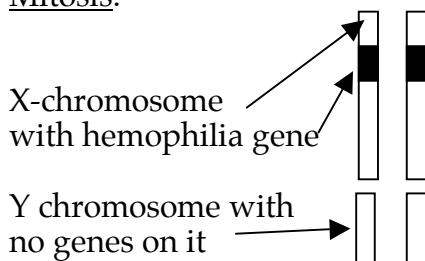 Mitosis:
X-chromosome
with hemophilia gene
Y chromosome with
no genes on it